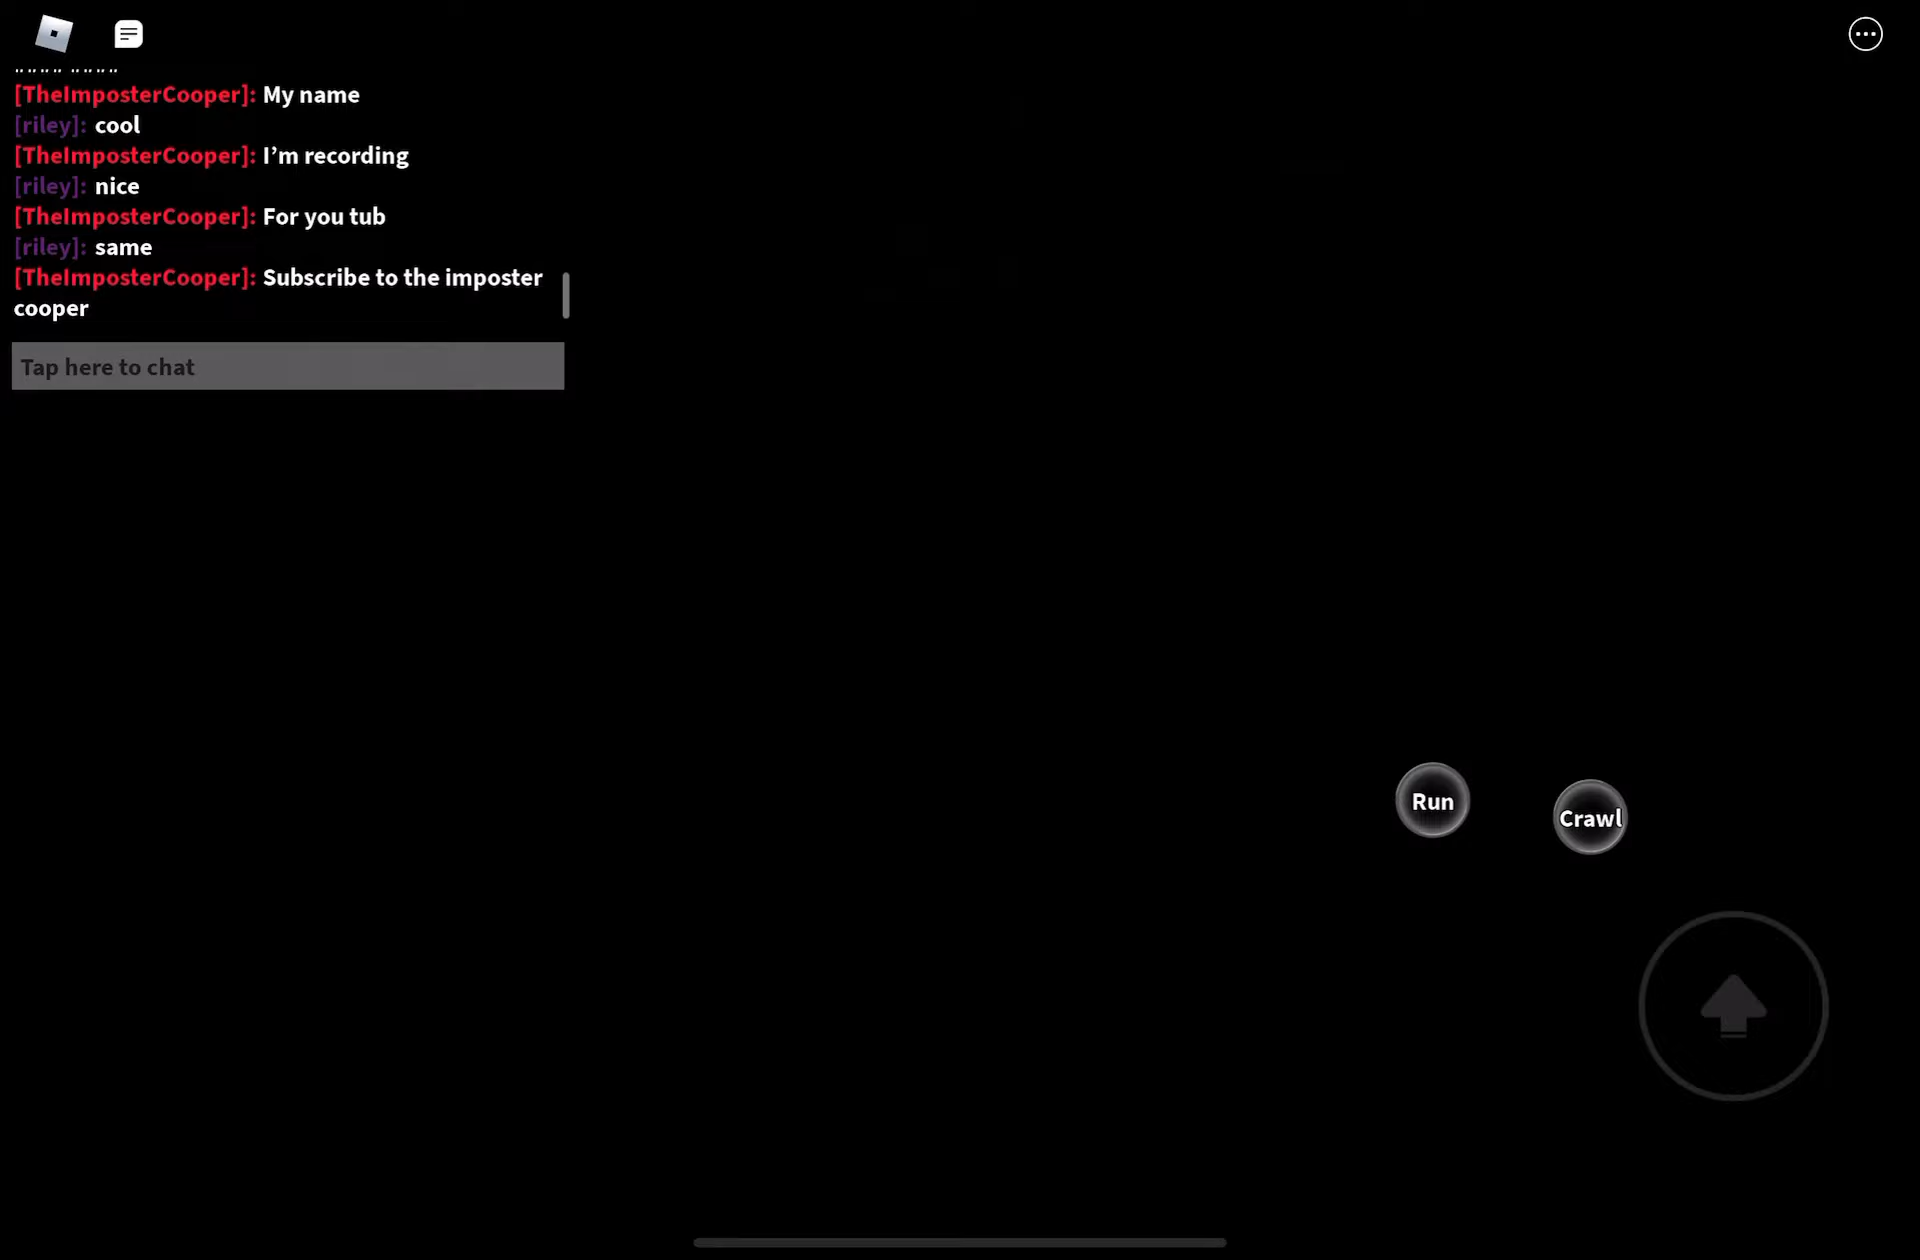 [TheImposterCooper]: My name
[riley]: cool
[TheImposterCooper]: I’m recording
[riley]: nice
[TheImposterCooper]: For you tub
[riley]: same
[TheImposterCooper]: Subscribe to the imposter
cooper
Tap here to chat
Run
Crawl